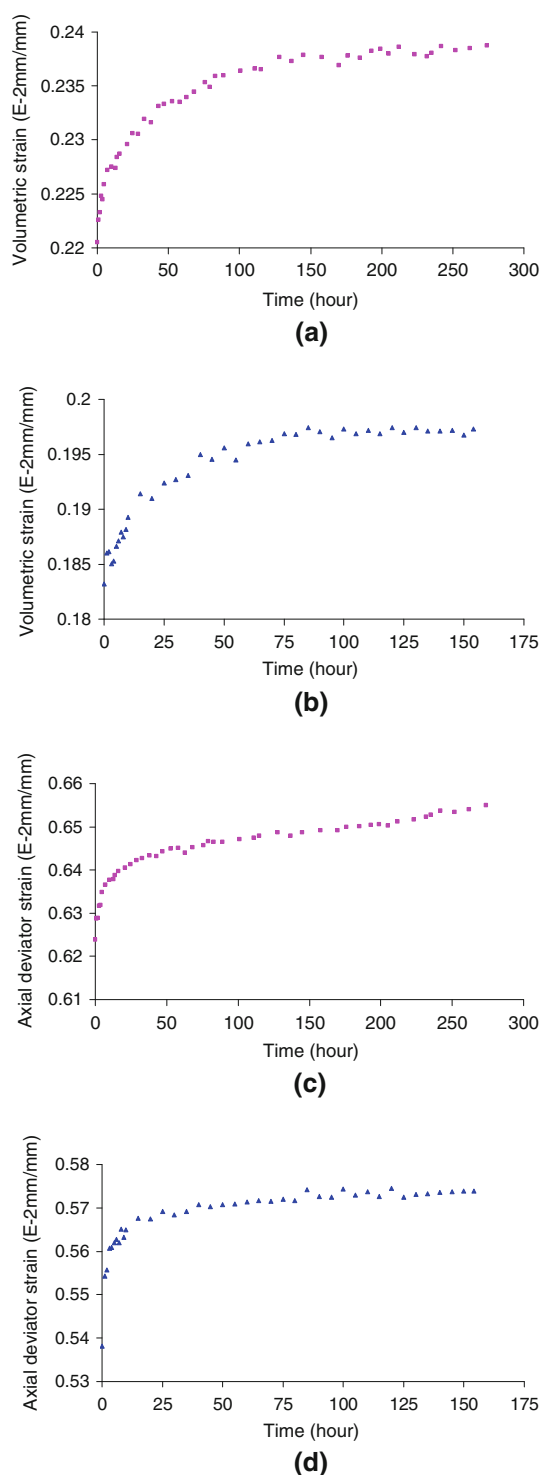 Volumetric strain (E-2mm/mm)
0.24
0.235
0.23
0.225
0.22
0 50 100 150 200 250 300
Time (hour)
(a)
Volumetric strain (E-2mm/mm)
0.2
0.195
0.19
0.185
0.18
0 25 50 75 100 125 150 175
Time (hour)
(b)
Axial deviator strain (E-2mm/mm)
0.66
0.65
0.64
0.63
0.62
0.61
0 50 100 150 200 250 300
Time (hour)
(c)
Axial deviator strain (E-2mm/mm)
0.58
0.57
0.56
0.55
0.54
0.53
0 25 50 75 100 125 150 175
Time (hour)
(d)